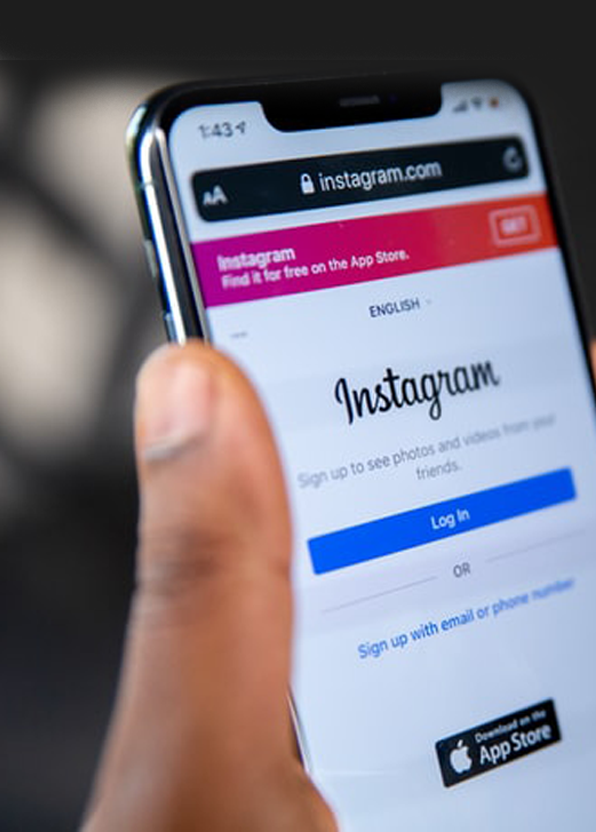 1:43
AA instagram.com
Instagram GET
Find it for free on the App Store.
ENGLISH
Instagram
Sign up to see photos and videos from your
friends.
Log In
OR
Sign up with email or phone number
Download on the
App Store